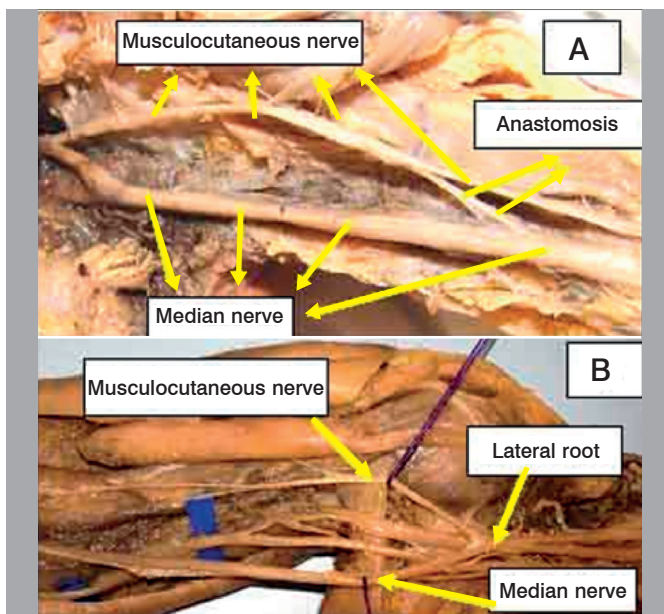 Musculocutaneous nerve
A
Anastomosis
Median nerve
B
Musculocutaneous nerve
Lateral root
Median nerve